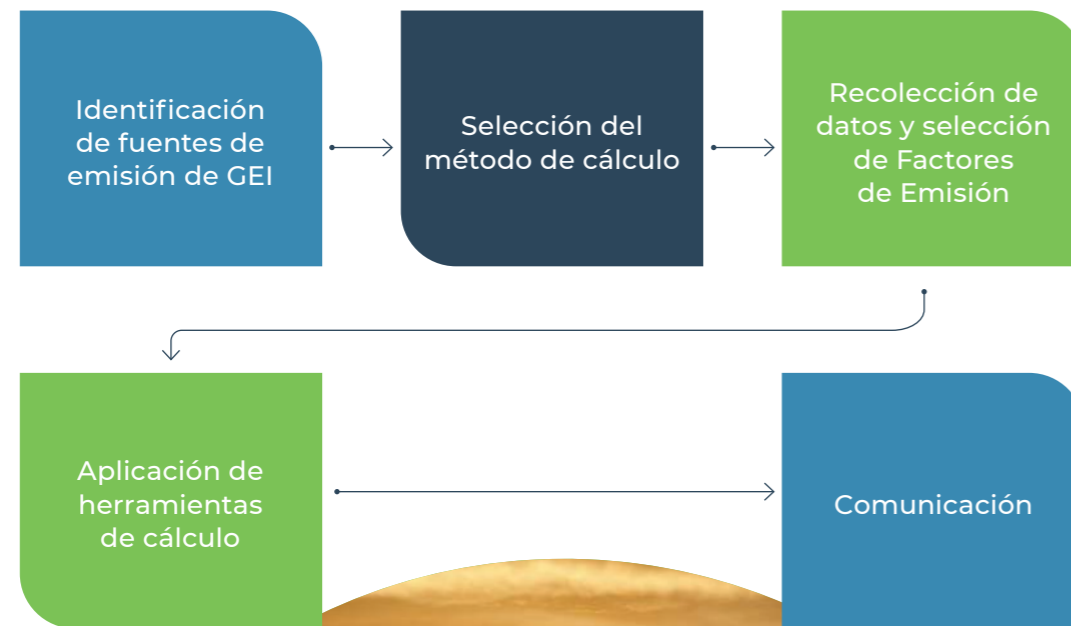 Identificación
de fuentes de
emisión de GEI
Selección del
método de cálculo
Recolección de
datos y selección
de Factores
de Emisión
Aplicación de
herramientas
de cálculo
Comunicación